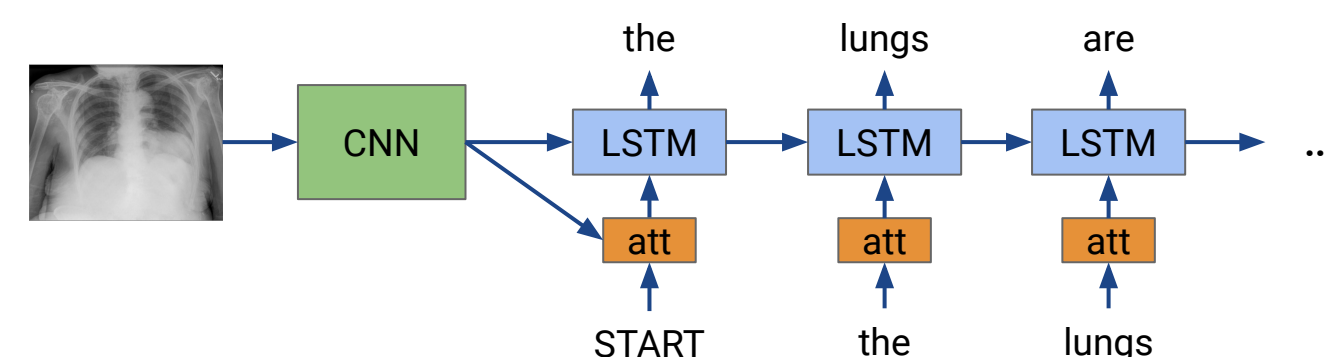 the lungs are
CNN LSTM LSTM LSTM ..
att att att
START the lungs